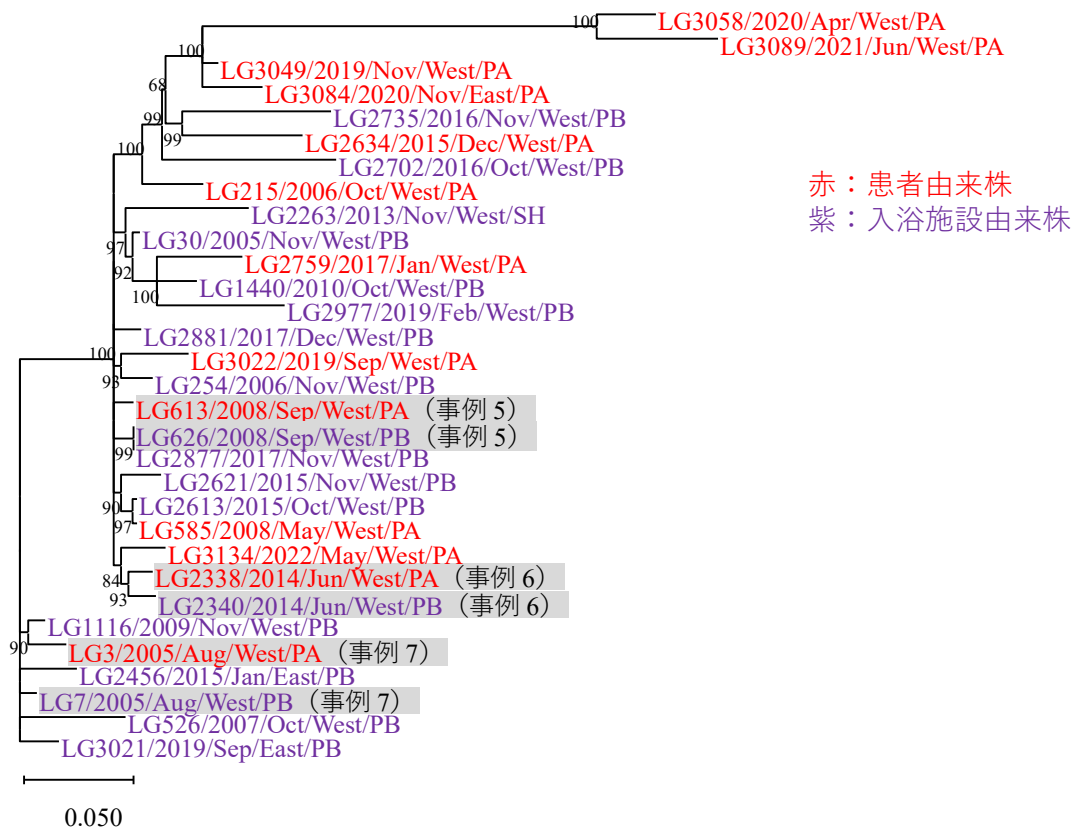 100
LG3058/2020/Apr/West/PA
LG3089/2021/Jun/West/PA
100
LG3049/2019/Nov/West/PA
68
LG3084/2020/Nov/East/PA
99
LG2735/2016/Nov/West/PB
99
LG2634/2015/Dec/West/PA
100
LG2702/2016/Oct/West/PB
赤：患者由来株
LG215/2006/Oct/West/PA
紫：入浴施設由来株
LG2263/2013/Nov/West/SH
97
LG30/2005/Nov/West/PB
92
LG2759/2017/Jan/West/PA
LG1440/2010/Oct/West/PB
100
LG2977/2019/Feb/West/PB
LG2881/2017/Dec/West/PB
100
LG3022/2019/Sep/West/PA
93
LG254/2006/Nov/West/PB
LG613/2008/Sep/West/PA（事例 5）
LG626/2008/Sep/West/PB（事例 5）
99
LG2877/2017/Nov/West/PB
LG2621/2015/Nov/West/PB
90
LG2613/2015/Oct/West/PB
97
LG585/2008/May/West/PA
LG3134/2022/May/West/PA
84
LG2338/2014/Jun/West/PA（事例 6）
93
LG2340/2014/Jun/West/PB（事例 6）
LG1116/2009/Nov/West/PB
90
LG3/2005/Aug/West/PA（事例 7）
LG2456/2015/Jan/East/PB
LG7/2005/Aug/West/PB（事例 7）
LG526/2007/Oct/West/PB
LG3021/2019/Sep/East/PB
0.050